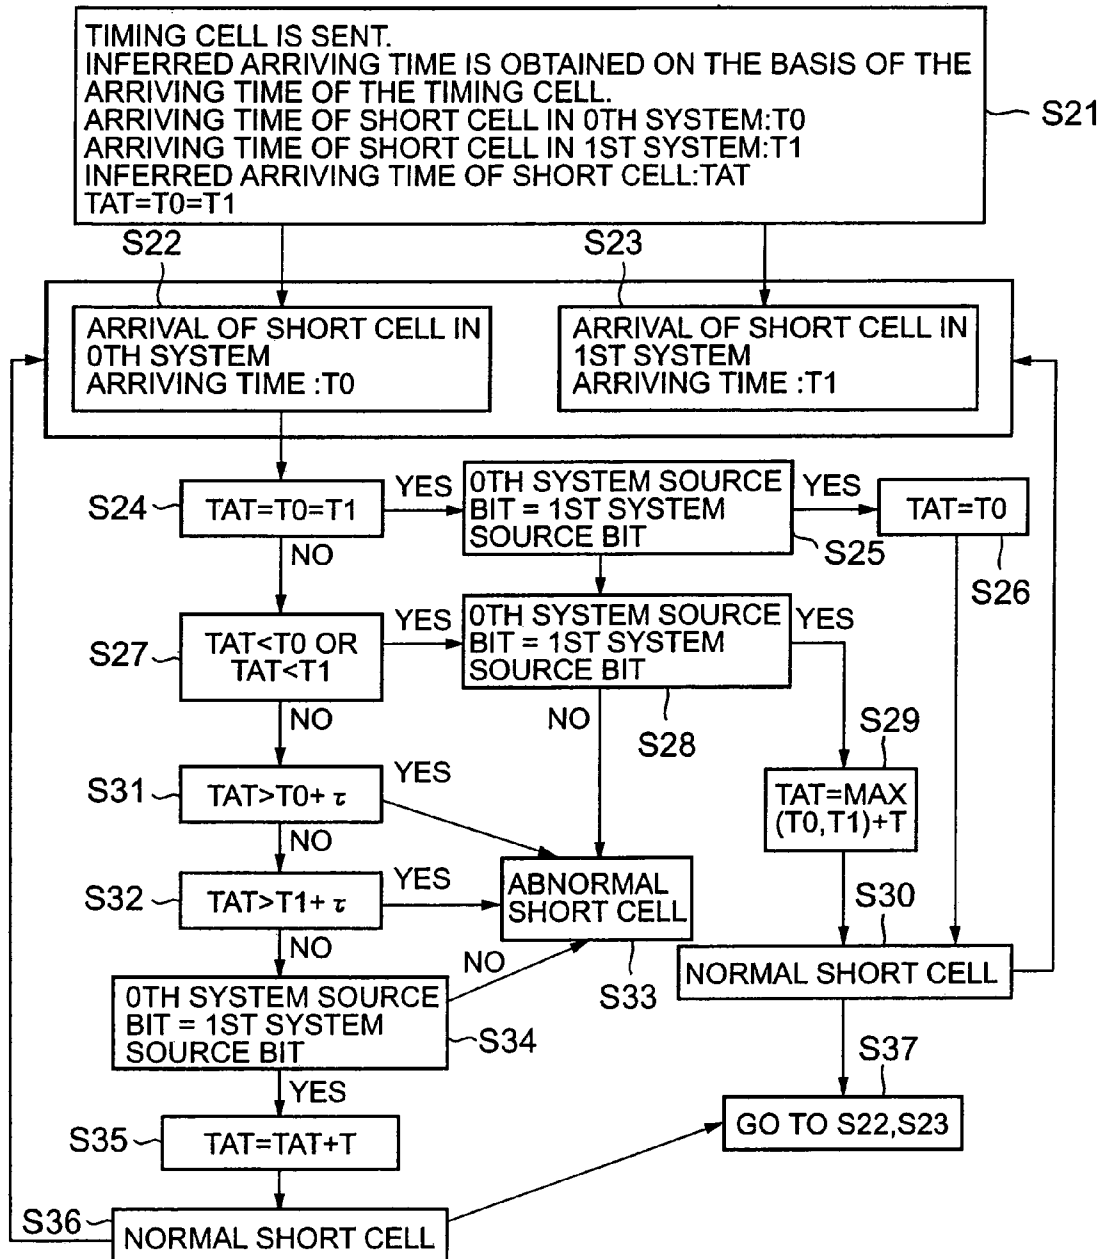 TIMING CELL IS SENT.
INFERRED ARRIVING TIME IS OBTAINED ON THE BASIS OF THE
ARRIVING TIME OF THE TIMING CELL.
ARRIVING TIME OF SHORT CELL IN 0TH SYSTEM:T0
ARRIVING TIME OF SHORT CELL IN 1ST SYSTEM:T1
INFERRED ARRIVING TIME OF SHORT CELL:TAT
TAT=T0=T1
S21
S22
S23
ARRIVAL OF SHORT CELL IN
0TH SYSTEM
ARRIVING TIME :T0
ARRIVAL OF SHORT CELL IN
1ST SYSTEM
ARRIVING TIME :T1
S24
TAT=T0=T1
YES
NO
0TH SYSTEM SOURCE
BIT = 1ST SYSTEM
SOURCE BIT
S25
YES
TAT=T0
S26
S27
TAT<T0 OR
TAT<T1
YES
NO
0TH SYSTEM SOURCE
BIT = 1ST SYSTEM
SOURCE BIT
S28
YES
NO
S29
TAT=MAX
(T0,T1)+T
S31
TAT>T0+ τ
YES
NO
S32
TAT>T1+ τ
YES
NO
ABNORMAL
SHORT CELL
S33
S30
NORMAL SHORT CELL
0TH SYSTEM SOURCE
BIT = 1ST SYSTEM
SOURCE BIT
S34
NO
YES
S35
TAT=TAT+T
S37
GO TO S22,S23
S36
NORMAL SHORT CELL